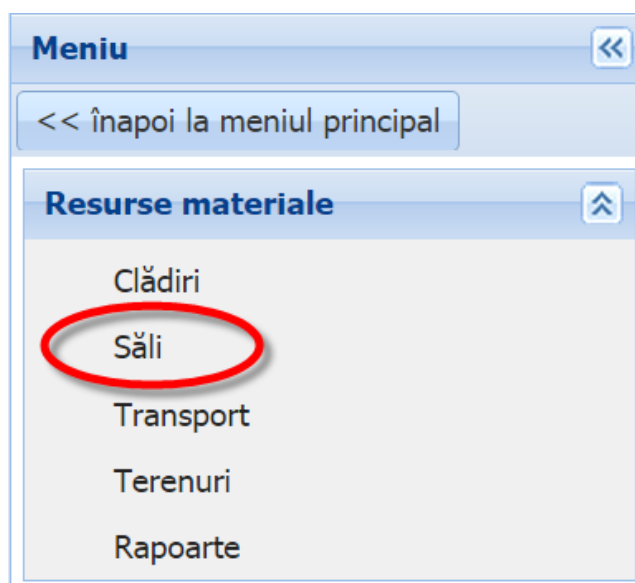 Meniu
<< înapoi la meniul principal
Resurse materiale
Clădiri
Săli
Transport
Terenuri
Rapoarte